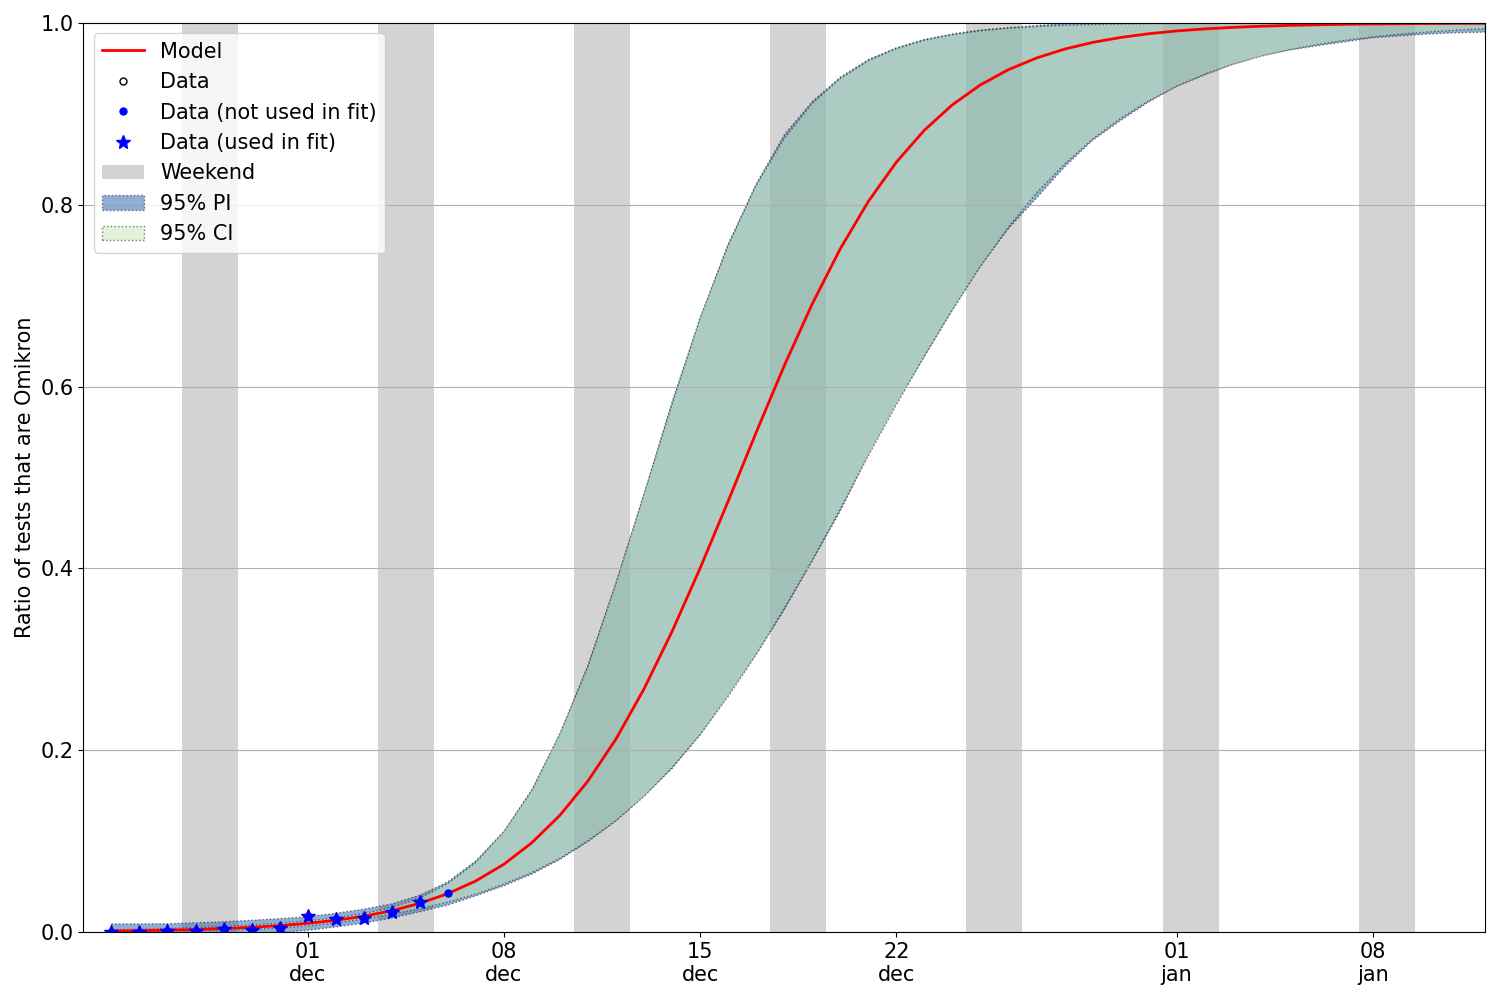 1.0
0.8
0.6
0.4
0.2
0.0
Ratio of tests that are Omikron
Model
Data
Data (not used in fit)
Data (used in fit)
Weekend
95% PI
95% CI
01 08 15 22 01 08
dec dec dec dec jan jan